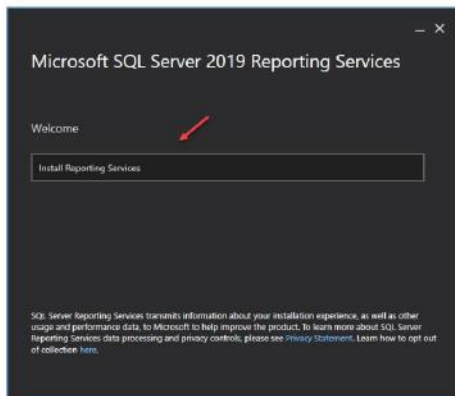 Microsoft SQL Server 2019 Reporting Services
Welcome
Install Reporting Services
SQL Server Reporting Services transmits information about your installation experience, as well as other
usage and performance data, to Microsoft to help improve the product. To learn more about SQL Server
Reporting Services data processing and privacy controls, please see Privacy Statement. Learn how to opt out
of collection here.